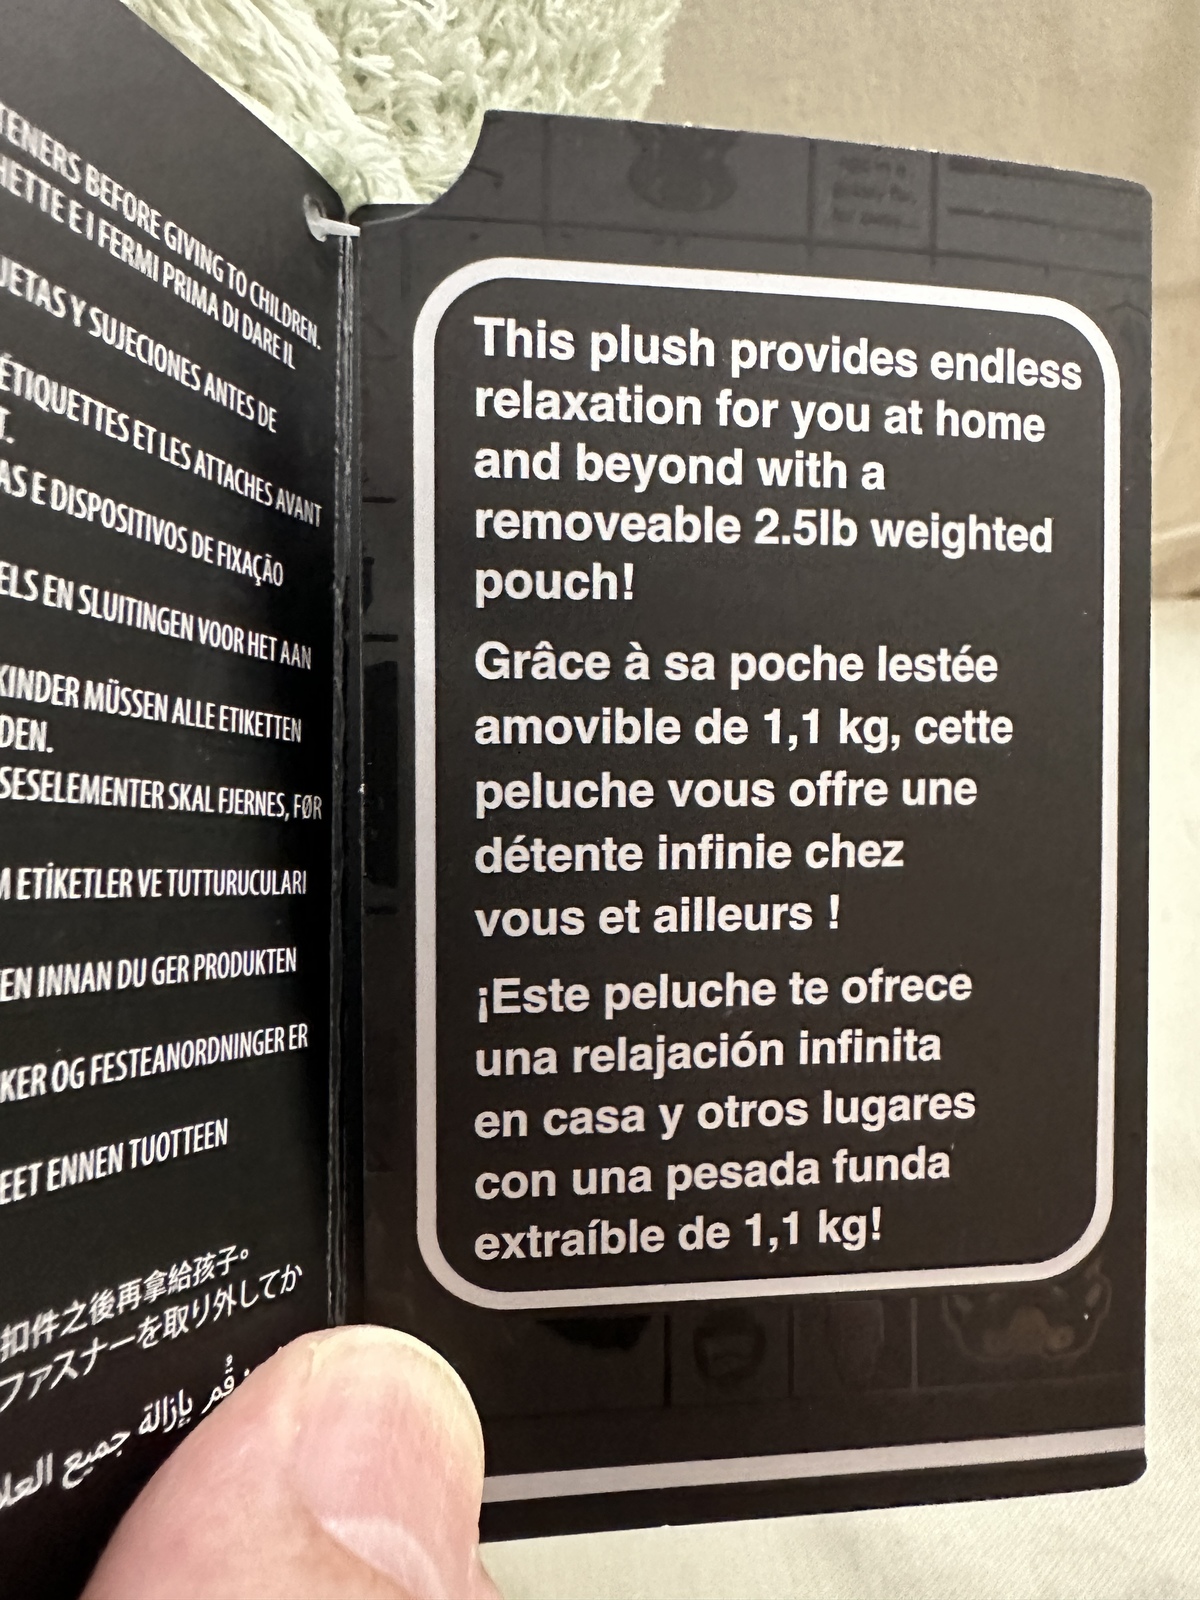 TENERS BEFORE GIVING TO CHILDREN.
HETTE E I FERMI PRIMA DI DARE IL
JETAS Y SUJECIONES ANTES DE
ÉTIQUETTES ET LES ATTACHES AVANT
T.
AS E DISPOSITIVOS DE FIXAÇÃO
ELS EN SLUITINGEN VOOR HET AAN
KINDER MÜSSEN ALLE ETIKETTEN
DEN.
SESELEMENTER SKAL FJERNES, FØR
M ETİKETLER VE TUTTURUCULARI
EN INNAN DU GER PRODUKTEN
KER OG FESTEANORDNINGER ER
EET ENNEN TUOTTEEN
扣件之後再拿給孩子。
ファスナーを取り外してか
قُم بإزالة جميع العلا
This plush provides endless
relaxation for you at home
and beyond with a
removeable 2.5lb weighted
pouch!
Grâce à sa poche lestée
amovible de 1,1 kg, cette
peluche vous offre une
détente infinie chez
vous et ailleurs !
¡Este peluche te ofrece
una relajación infinita
en casa y otros lugares
con una pesada funda
extraíble de 1,1 kg!